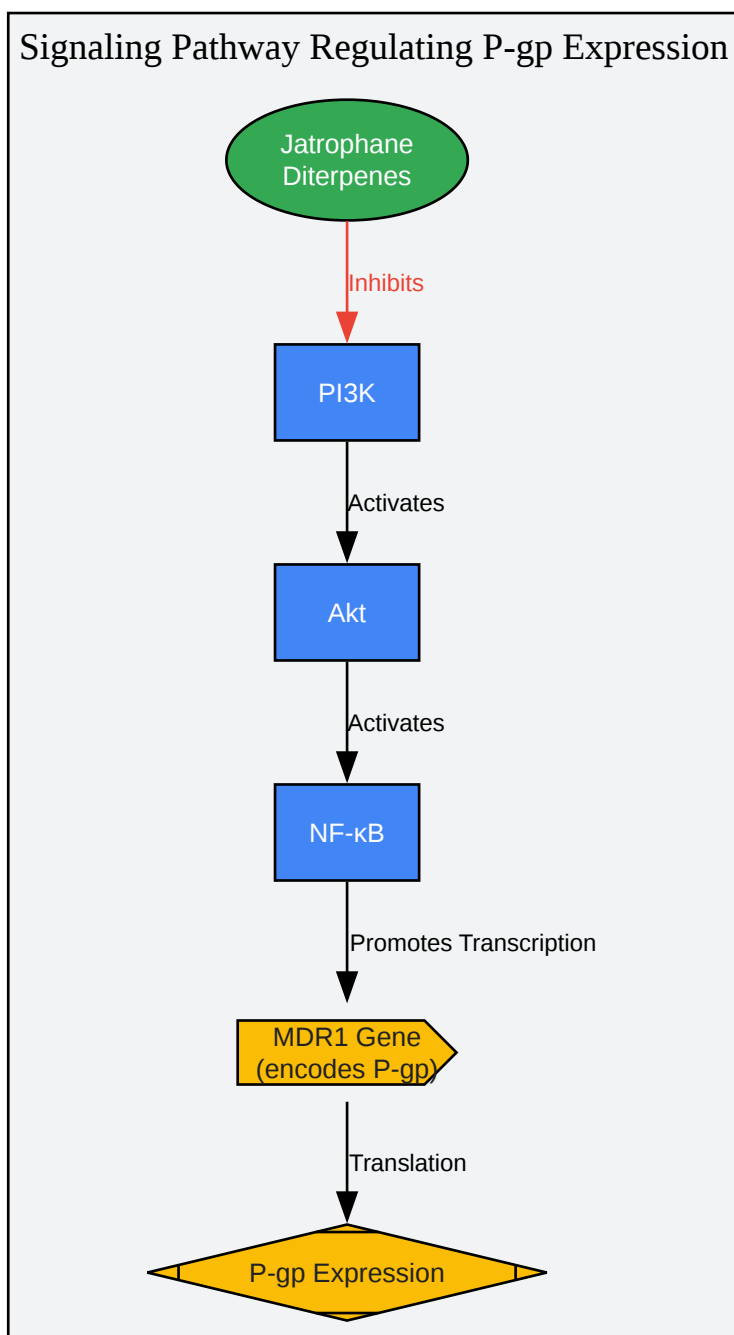 Signaling Pathway Regulating P-gp Expression
Jatrophane
Diterpenes
Inhibits
PI3K
Activates
Akt
Activates
NF-κB
Promotes Transcription
MDR1 Gene
(encodes P-gp)
Translation
P-gp Expression